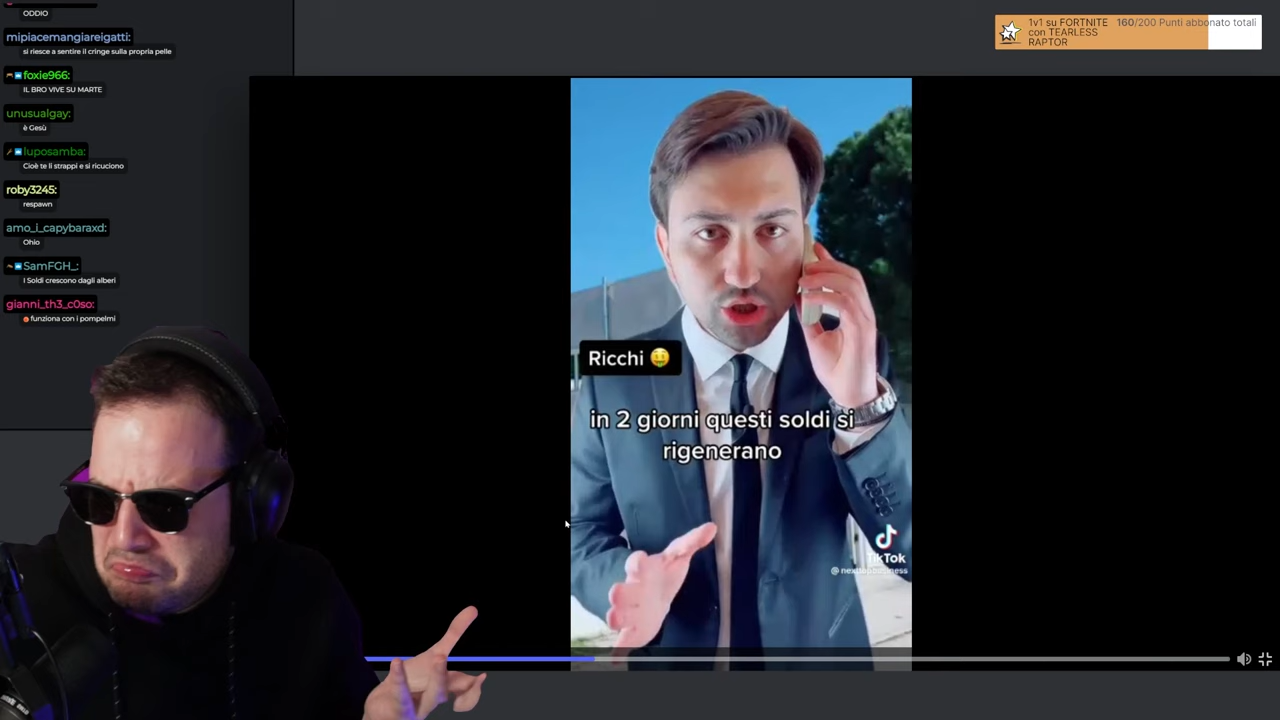 ODDIO
mipiacemangiareigatti:
si riesce a sentire il cringe sulla propria pelle
foxie966:
IL BRO VIVE SU MARTE
unusualgay:
è Gesù
luposamba:
Cioè te li strappi e si ricuciono
roby3245:
respawn
amo_i_capybaraxd:
Ohio
SamFGH_:
I Soldi crescono dagli alberi
gianni_th3_c0so:
funziona con i pompelmi
1v1 su FORTNITE
con TEARLESS
RAPTOR
160/200 Punti abbonato totali
Ricchi
in 2 giorni questi soldi si
rigenerano
TikTok